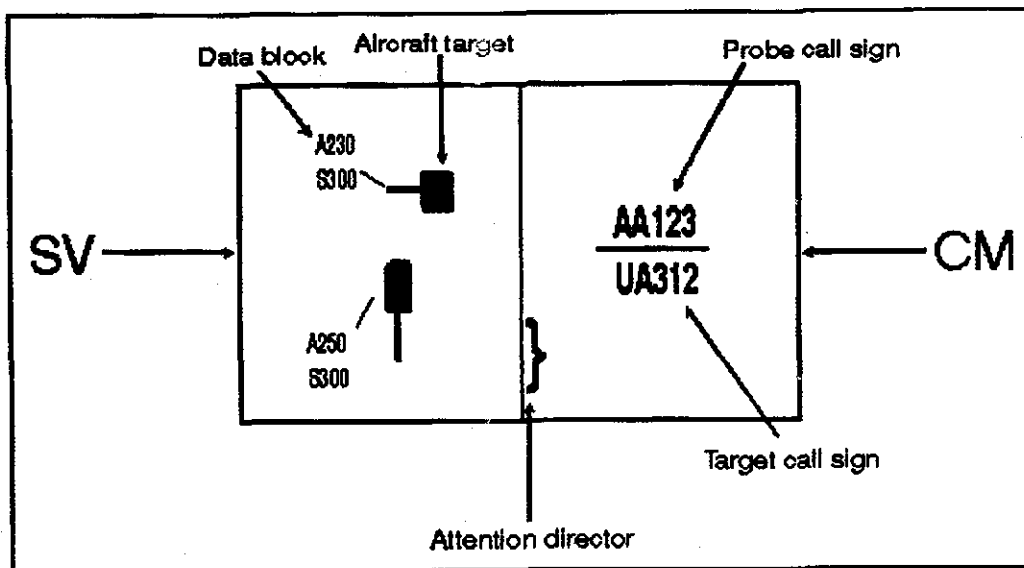 Data block
Aircraft target
Probe call sign
A230
S300
AA123
UA312
SV
CM
A250
S300
Target call sign
Attention director